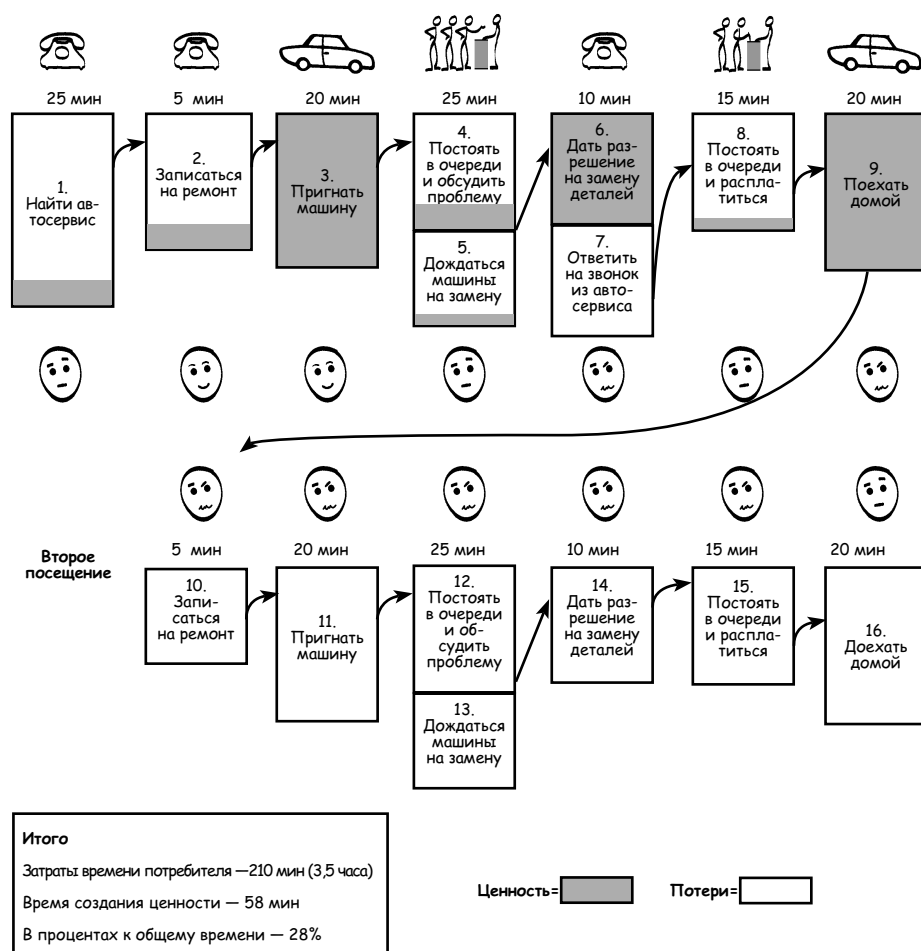 25 мин
5 мин
20 мин
25 мин
10 мин
15 мин
20 мин
1.
Найти ав-
тосервис
2.
Записаться
на ремонт
3.
Пригнать
машину
4.
Постоять
в очереди
и обсудить
проблему
5.
Дождаться
машины
на замену
6.
Дать раз-
решение
на замену
деталей
7.
Ответить
на звонок
из авто-
сервиса
8.
Постоять
в очереди
и распла-
титься
9.
Поехать
домой
Второе
посещение
5 мин
20 мин
25 мин
10 мин
15 мин
20 мин
10.
Запи-
саться
на ремонт
11.
Пригнать
машину
12.
Постоять
в очереди
и об-
судить
проблему
13.
Дождаться
машины
на замену
14.
Дать раз-
решение
на замену
деталей
15.
Постоять
в очереди
и распла-
титься
16.
Доехать
домой
Итого
Затраты времени потребителя —210 мин (3,5 часа)
Время создания ценности — 58 мин
В процентах к общему времени — 28%
Ценность=
Потери=